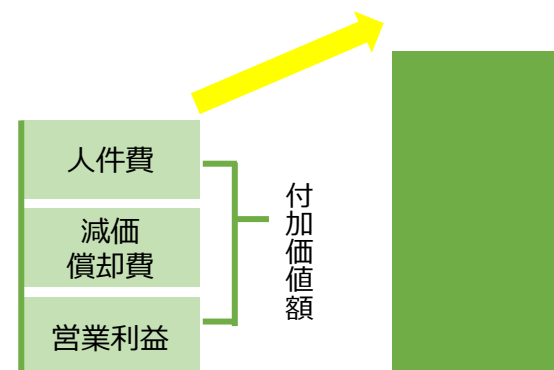 人件費
減価
償却費
営業利益
付加価値額